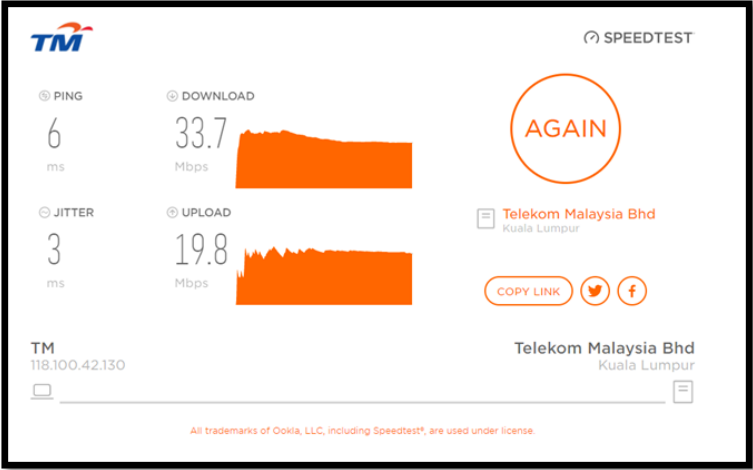 TM
SPEEDTEST
PING
6
ms
DOWNLOAD
33.7
Mbps
AGAIN
JITTER
3
ms
UPLOAD
19.8
Mbps
Telekom Malaysia Bhd
Kuala Lumpur
COPY LINK
TM
118.100.42.130
Telekom Malaysia Bhd
Kuala Lumpur
All trademarks of Ookla, LLC, including Speedtest®, are used under license.